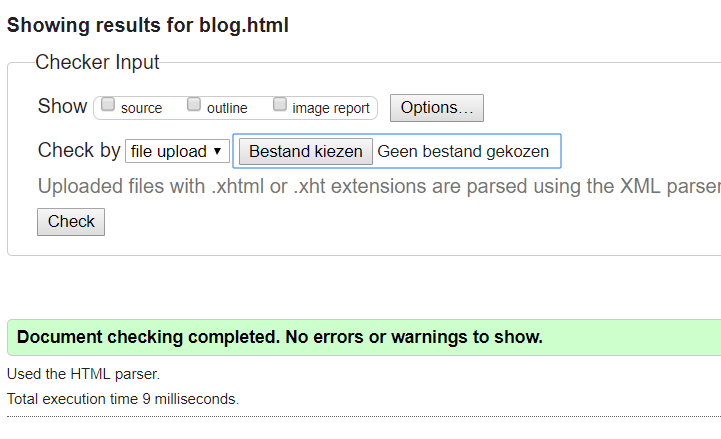 Showing results for blog.html
Checker Input
Show source outline image report Options...
Check by file upload Bestand kiezen Geen bestand gekozen
Uploaded files with .xhtml or .xht extensions are parsed using the XML parser
Check
Document checking completed. No errors or warnings to show.
Used the HTML parser.
Total execution time 9 milliseconds.